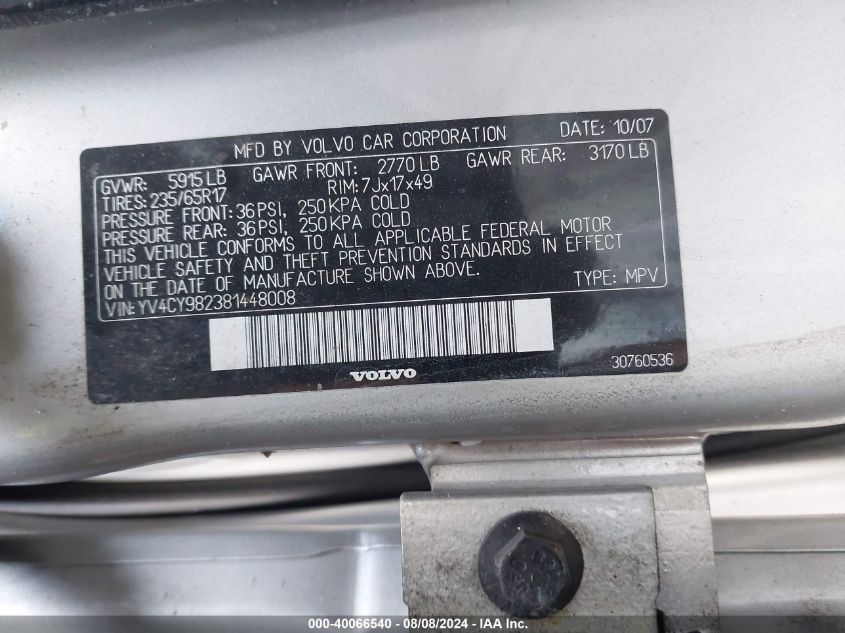 MFD BY VOLVO CAR CORPORATION DATE: 10/07
GVWR: 5915 LB GAWR FRONT: 2770 LB GAWR REAR: 3170 LB
TIRES: 235/65R17 RIM: 7Jx17x49
PRESSURE FRONT: 36 PSI, 250 KPA COLD
PRESSURE REAR: 36 PSI, 250 KPA COLD
THIS VEHICLE CONFORMS TO ALL APPLICABLE FEDERAL MOTOR
VEHICLE SAFETY AND THEFT PREVENTION STANDARDS IN EFFECT
ON THE DATE OF MANUFACTURE SHOWN ABOVE.
VIN: YV4CY982381448008 TYPE: MPV
VOLVO 30760536
000-40066540 - 08/08/2024 - IAA Inc.